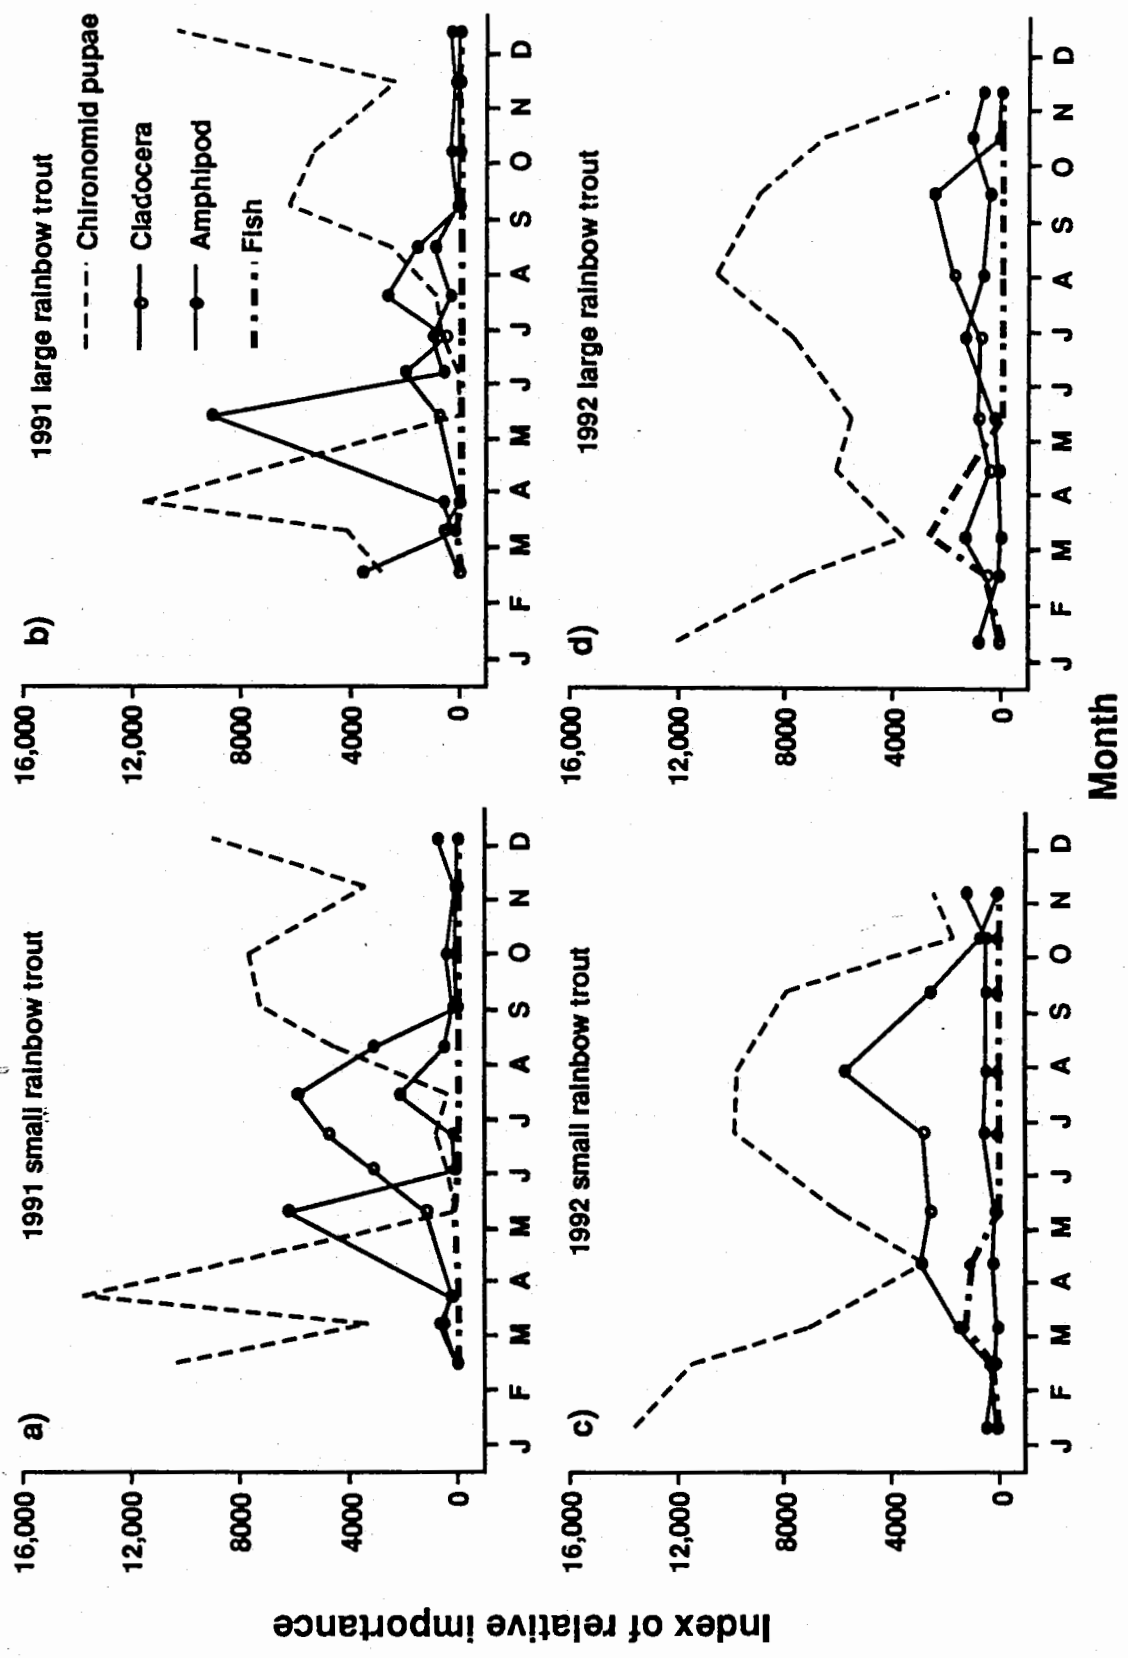 a)
1991 small rainbow trout
16,000
12,000
8000
4000
0
J F M A M J J A S O N D
b)
1991 large rainbow trout
Chironomid pupae
Cladocera
Amphipod
Fish
16,000
12,000
8000
4000
0
J F M A M J J A S O N D
c)
1992 small rainbow trout
16,000
12,000
8000
4000
0
J F M A M J J A S O N D
d)
1992 large rainbow trout
16,000
12,000
8000
4000
0
J F M A M J J A S O N D
Index of relative importance
Month